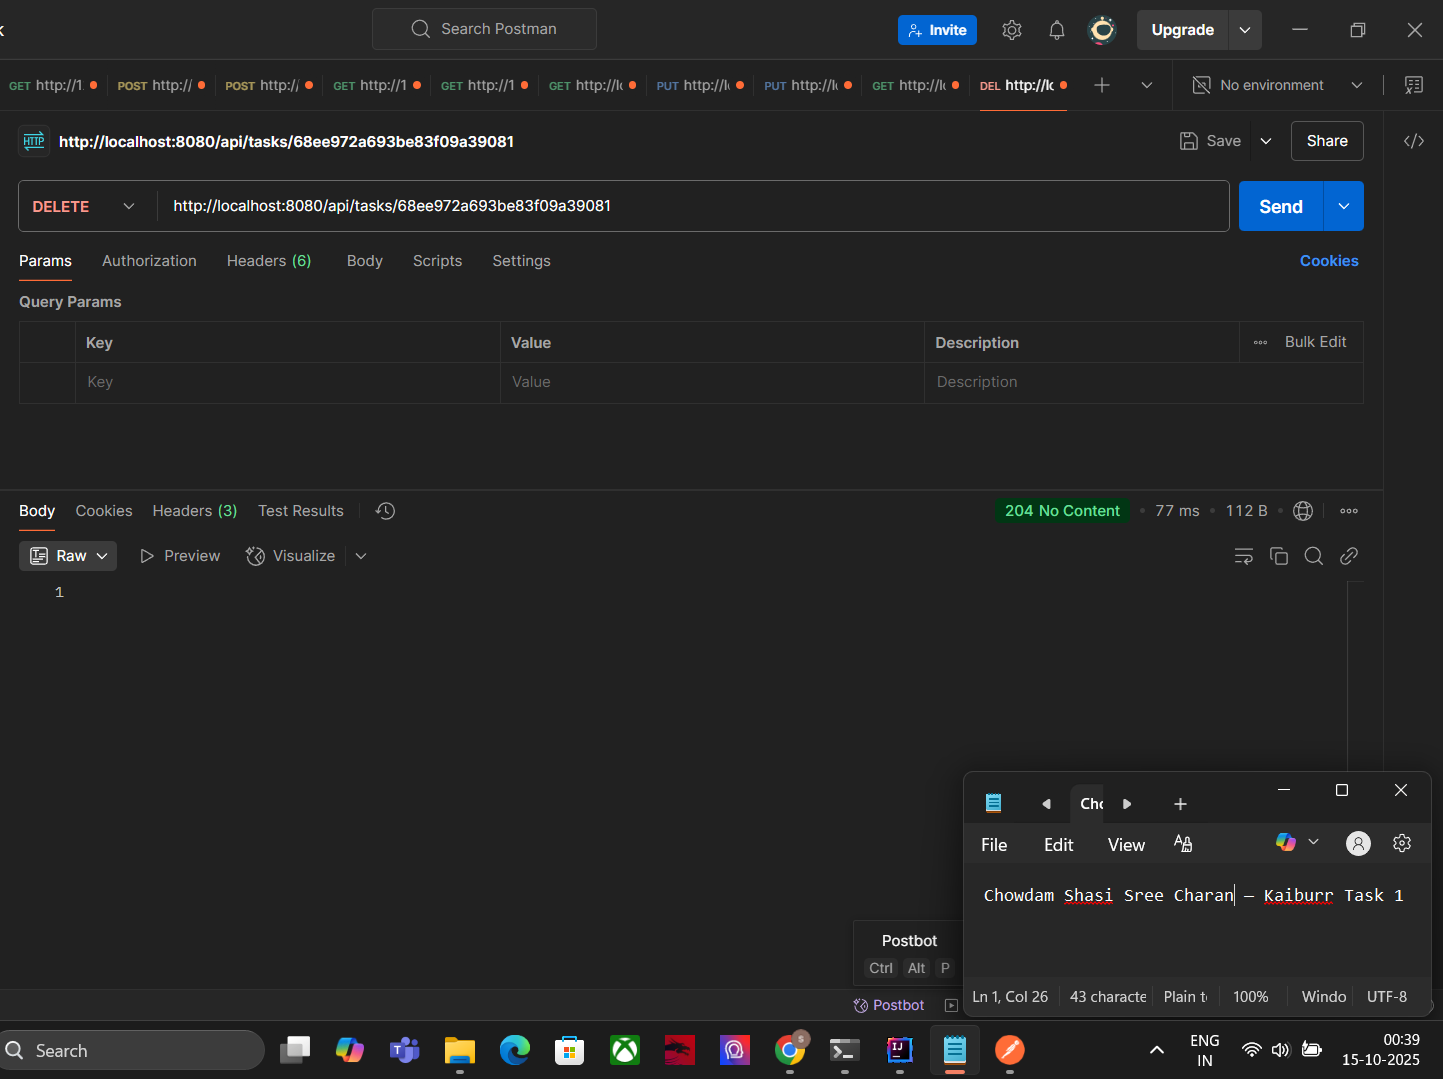 Search Postman
Invite
Upgrade
GET http://1
POST http://
POST http://
GET http://1
GET http://1
GET http://l
PUT http://l
PUT http://l
GET http://l
DEL http://lo
No environment
HTTP http://localhost:8080/api/tasks/68ee972a693be83f09a39081
Save
Share
DELETE
http://localhost:8080/api/tasks/68ee972a693be83f09a39081
Send
Params Authorization Headers (6) Body Scripts Settings
Cookies
Query Params
Key Value Description Bulk Edit
Key Value Description
Body Cookies Headers (3) Test Results
204 No Content • 77 ms • 112 B
Raw Preview Visualize
1
Cho
File Edit View
Chowdam Shasi Sree Charan – Kaiburr Task 1
Postbot
Ctrl Alt P
Ln 1, Col 26 43 characte Plain t 100% Windo UTF-8
Postbot
Search
ENG
IN
00:39
15-10-2025